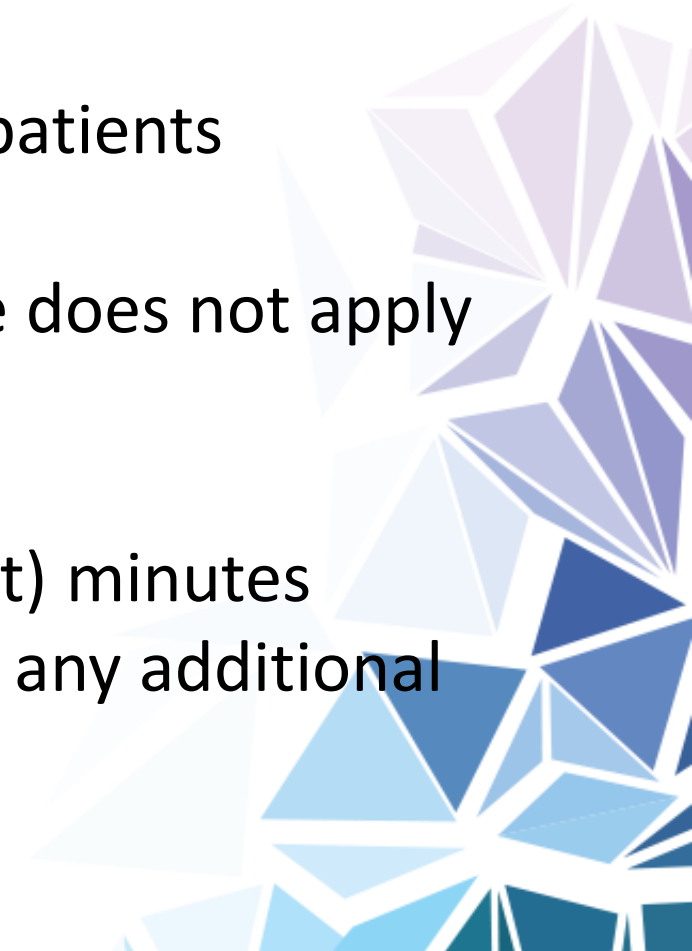 patients
does not apply
t) minutes
any additional